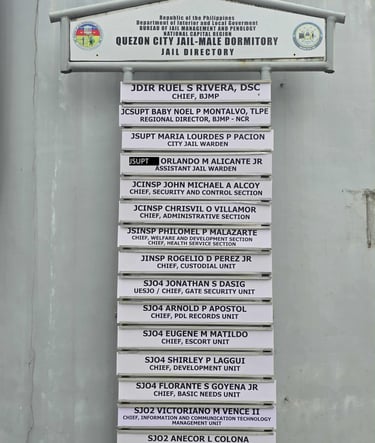 Republic of the Philippines
Department of Interior and Local Government
BUREAU OF JAIL MANAGEMENT AND PENOLOGY
NATIONAL CAPITAL REGION
QUEZON CITY JAIL-MALE DORMITORY
JAIL DIRECTORY
JDIR RUEL S RIVERA, DSC
CHIEF, BJMP
JCSUPT BABY NOEL P MONTALVO, TLPE
REGIONAL DIRECTOR, BJMP - NCR
JSUPT MARIA LOURDES P PACION
CITY JAIL WARDEN
JSUPT ORLANDO M ALICANTE JR
ASSISTANT JAIL WARDEN
JCINSP JOHN MICHAEL A ALCOY
CHIEF, SECURITY AND CONTROL SECTION
JCINSP CHRISVIL O VILLAMOR
CHIEF, ADMINISTRATIVE SECTION
JSINSP PHILOMEL P MALAZARTE
CHIEF, WELFARE AND DEVELOPMENT SECTION
CHIEF, HEALTH SERVICE SECTION
JINSP ROGELIO D PEREZ JR
CHIEF, CUSTODIAL UNIT
SJO4 JONATHAN S DASIG
UESJO / CHIEF, GATE SECURITY UNIT
SJO4 ARNOLD P APOSTOL
CHIEF, PDL RECORDS UNIT
SJO4 EUGENE M MATILDO
CHIEF, ESCORT UNIT
SJO4 SHIRLEY P LAGGUI
CHIEF, DEVELOPMENT UNIT
SJO4 FLORANTE S GOYENA JR
CHIEF, BASIC NEEDS UNIT
SJO2 VICTORIANO M VENCE II
CHIEF, INFORMATION AND COMMUNICATION TECHNOLOGY
MANAGEMENT UNIT
SJO2 ANECOR L COLONA